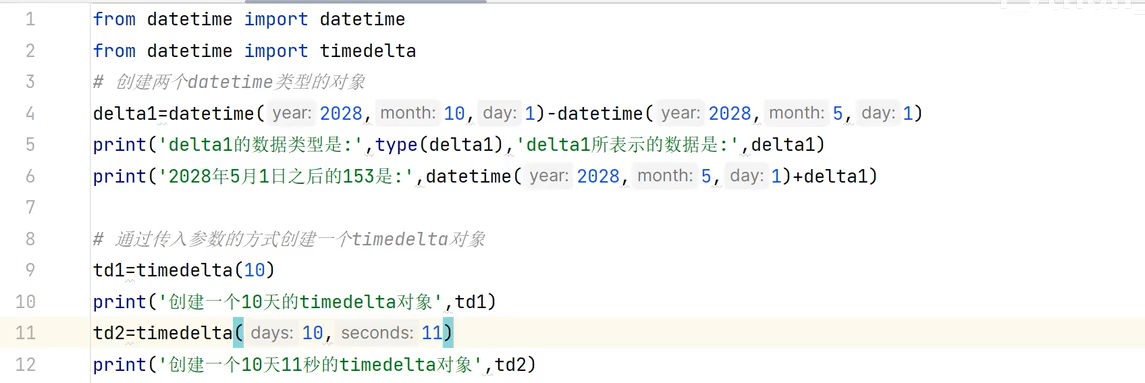 1 from datetime import datetime
2 from datetime import timedelta
3 # 创建两个datetime类型的对象
4 delta1=datetime( year: 2028, month: 10, day: 1)-datetime( year: 2028, month: 5, day: 1)
5 print('delta1的数据类型是:',type(delta1),'delta1所表示的数据是:',delta1)
6 print('2028年5月1日之后的153是:',datetime( year: 2028, month: 5, day: 1)+delta1)
7
8 # 通过传入参数的方式创建一个timedelta对象
9 td1=timedelta(10)
10 print('创建一个10天的timedelta对象',td1)
11 td2=timedelta( days: 10, seconds: 11)
12 print('创建一个10天11秒的timedelta对象',td2)